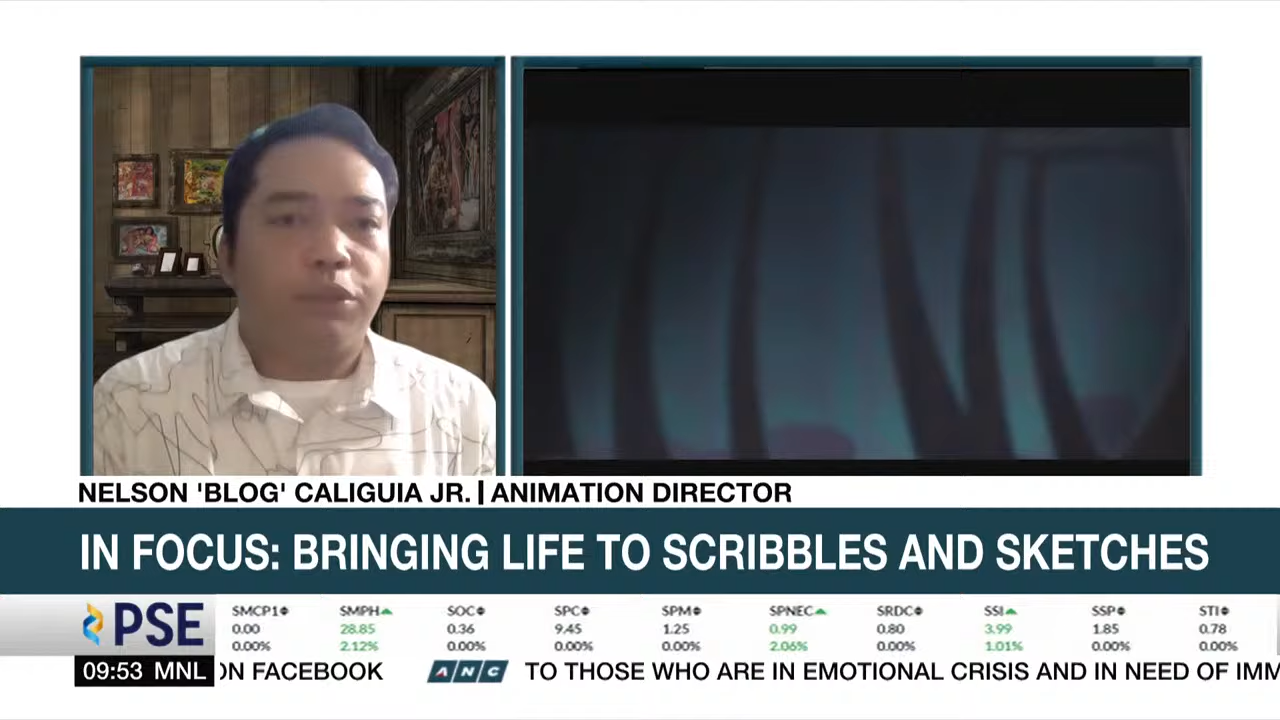 NELSON 'BLOG' CALIGUIA JR. | ANIMATION DIRECTOR
IN FOCUS: BRINGING LIFE TO SCRIBBLES AND SKETCHES
PSE
SMCP1 SMPH SOC SPC SPM SPNEC SRDC SSI SSP STI
0.00 28.85 0.36 9.45 1.25 0.99 0.80 3.99 1.85 0.78
0.00% 2.12% 0.00% 0.00% 0.00% 2.06% 0.00% 1.01% 0.00% 0.00%
09:53 MNL ON FACEBOOK ANC TO THOSE WHO ARE IN EMOTIONAL CRISIS AND IN NEED OF IMM